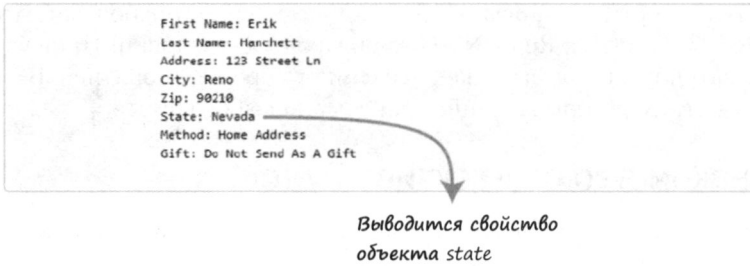 First Name: Erik
Last Name: Hanchett
Address: 123 Street Ln
City: Reno
Zip: 90210
State: Nevada
Method: Home Address
Gift: Do Not Send As A Gift
Выводится свойство
объекта state